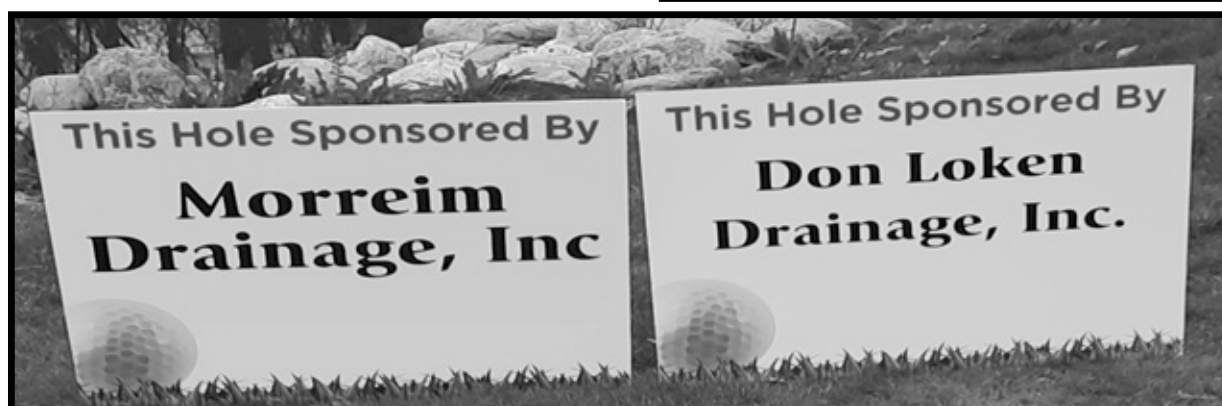 This Hole Sponsored By
Morreim
Drainage, Inc
This Hole Sponsored By
Don Loken
Drainage, Inc.